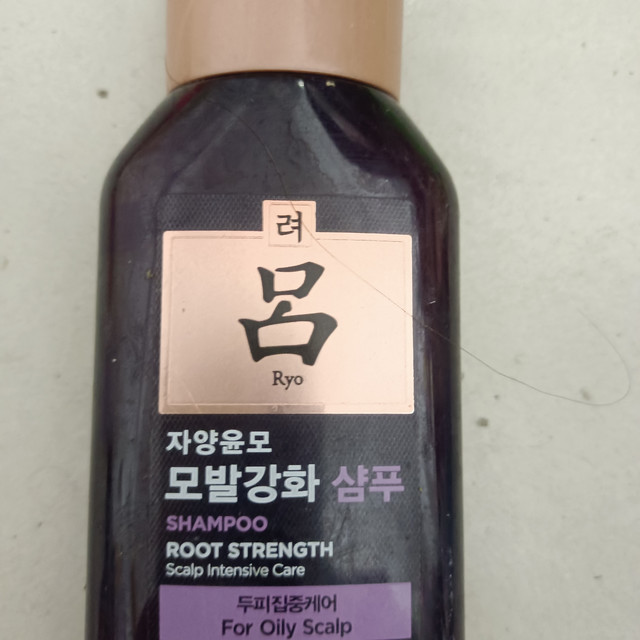 려
呂
Ryo
자양윤모
모발강화 샴푸
SHAMPOO
ROOT STRENGTH
Scalp Intensive Care
두피집중케어
For Oily Scalp